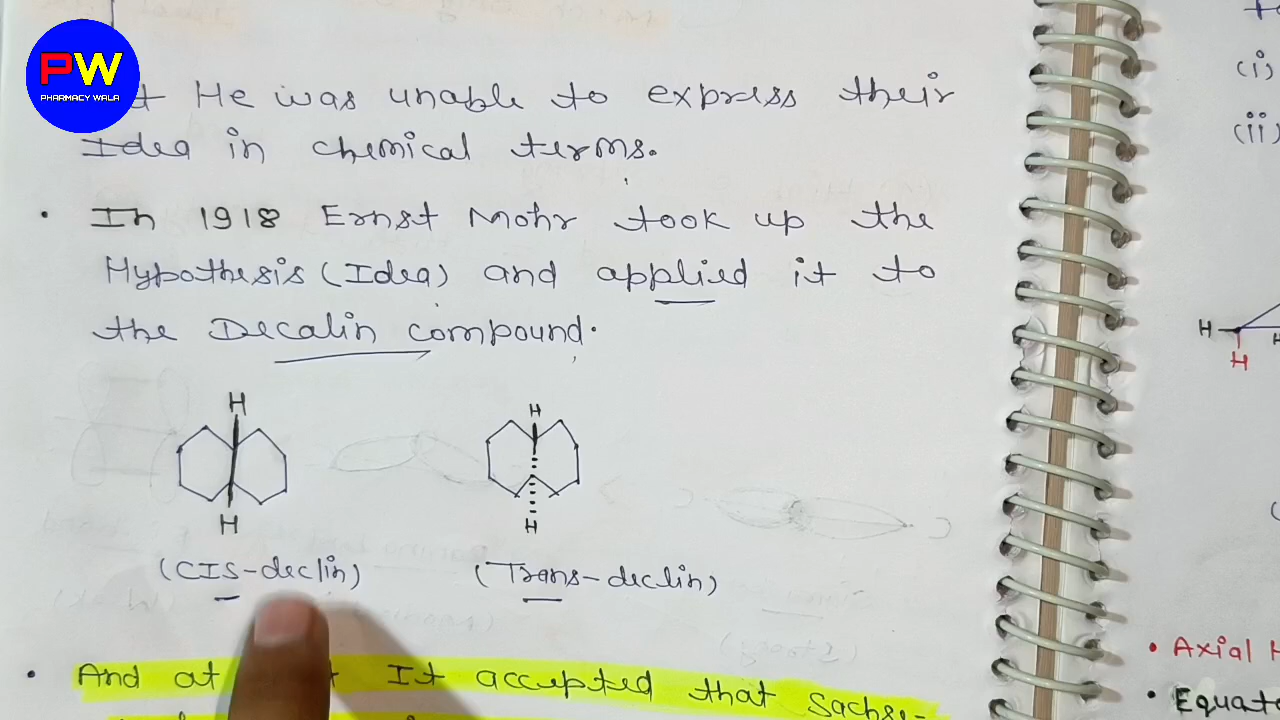 PW
PHARMACY WALA
He was unable to express their
Idea in chemical terms.
• In 1918 Ernst Mohr took up the
Hypothesis (Idea) and applied it to
the Decalin compound.
H H
H H
(CIS-declin) (Trans-declin)
• And at It accepted that Sachse-
(i)
(ii)
H H
H
• Axial H
• Equat